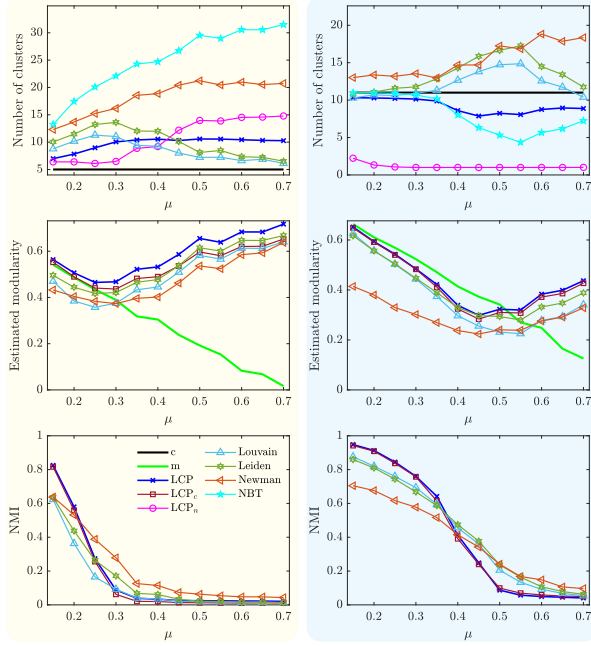 Number of clusters
35
30
25
20
15
10
5
0.2 0.3 0.4 0.5 0.6 0.7
μ
Number of clusters
20
15
10
5
0
0.2 0.3 0.4 0.5 0.6 0.7
μ
Estimated modularity
0.6
0.4
0.2
0
0.2 0.3 0.4 0.5 0.6 0.7
μ
Estimated modularity
0.6
0.4
0.2
0
0.2 0.3 0.4 0.5 0.6 0.7
μ
NMI
1
0.8
0.6
0.4
0.2
0
0.2 0.3 0.4 0.5 0.6 0.7
μ
c
m
LCP
LCPc
LCPn
Louvain
Leiden
Newman
NBT
NMI
1
0.8
0.6
0.4
0.2
0
0.2 0.3 0.4 0.5 0.6 0.7
μ